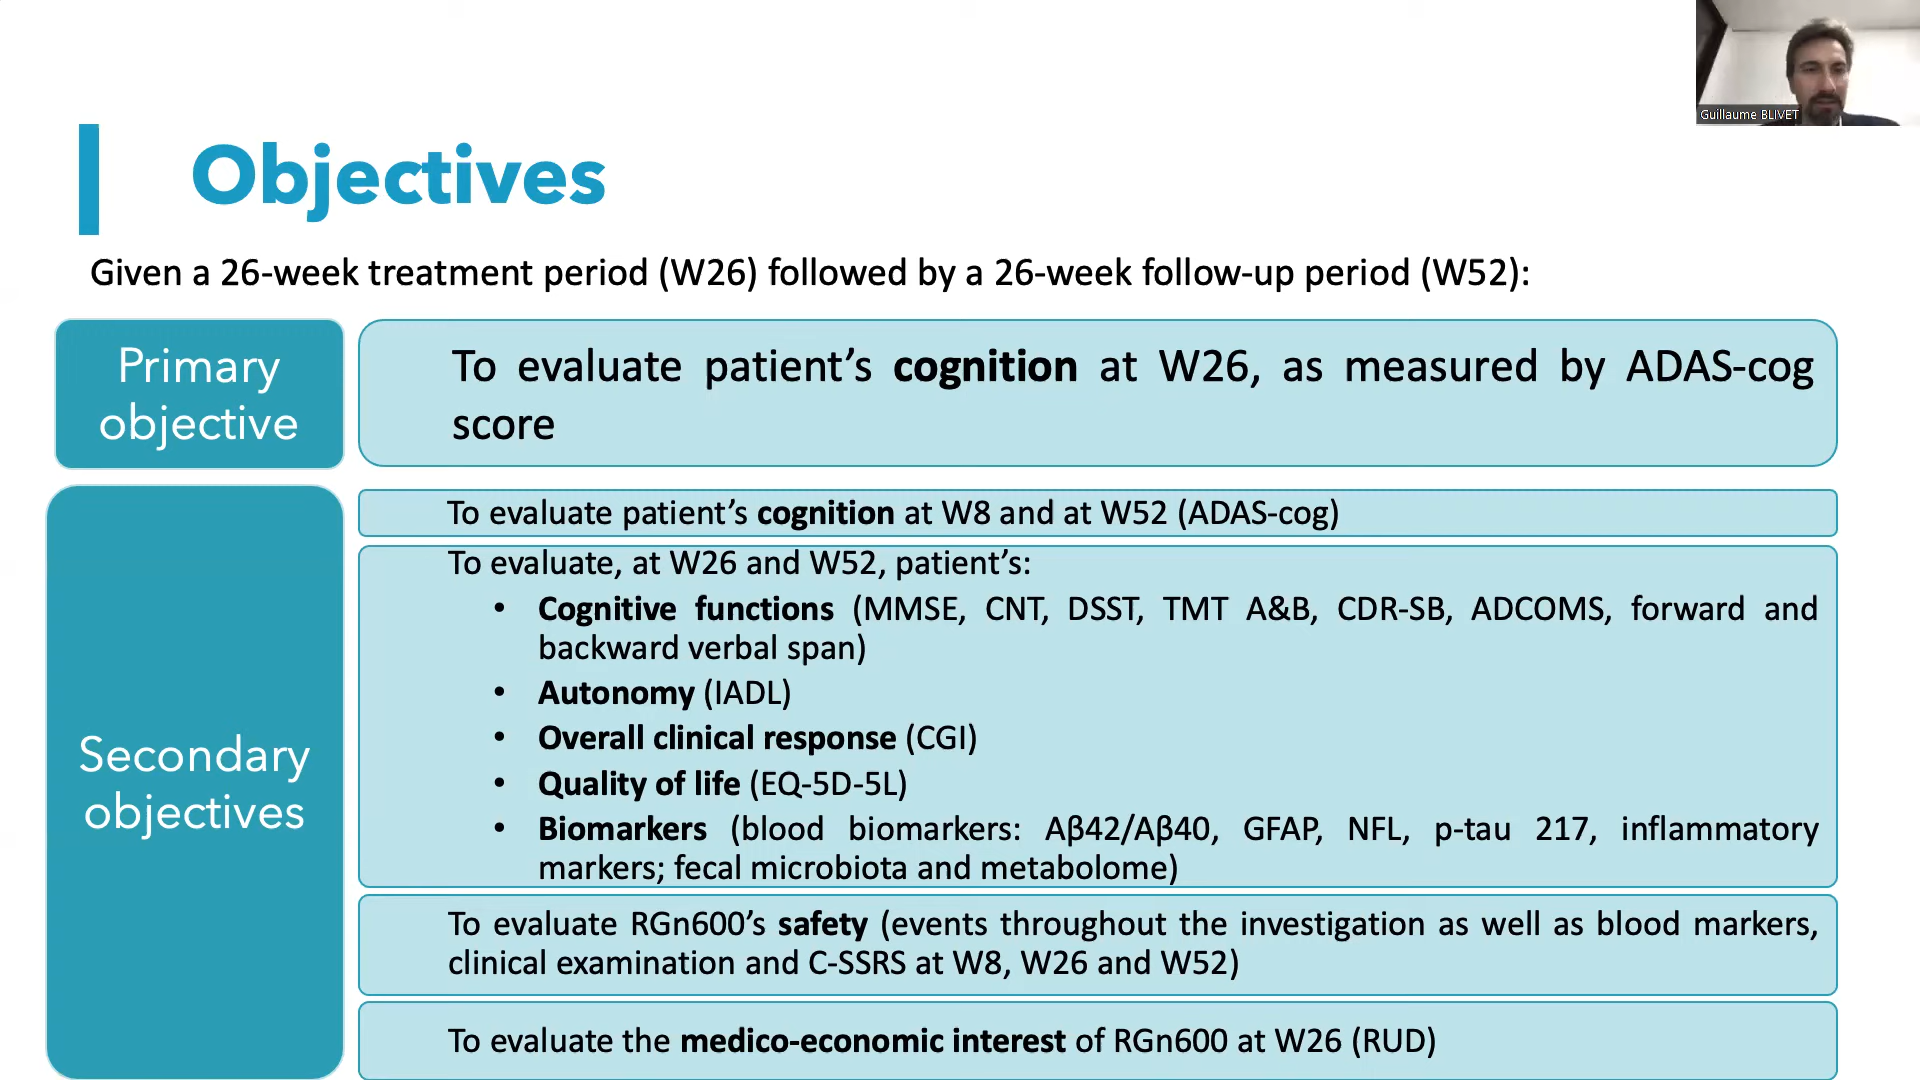 Guillaume BLIVET
Objectives
Given a 26-week treatment period (W26) followed by a 26-week follow-up period (W52):
Primary
objective
To evaluate patient’s cognition at W26, as measured by ADAS-cog
score
Secondary
objectives
To evaluate patient’s cognition at W8 and at W52 (ADAS-cog)
To evaluate, at W26 and W52, patient’s:
• Cognitive functions (MMSE, CNT, DSST, TMT A&B, CDR-SB, ADCOMS, forward and
backward verbal span)
• Autonomy (IADL)
• Overall clinical response (CGI)
• Quality of life (EQ-5D-5L)
• Biomarkers (blood biomarkers: Aβ42/Aβ40, GFAP, NFL, p-tau 217, inflammatory
markers; fecal microbiota and metabolome)
To evaluate RGn600’s safety (events throughout the investigation as well as blood markers,
clinical examination and C-SSRS at W8, W26 and W52)
To evaluate the medico-economic interest of RGn600 at W26 (RUD)